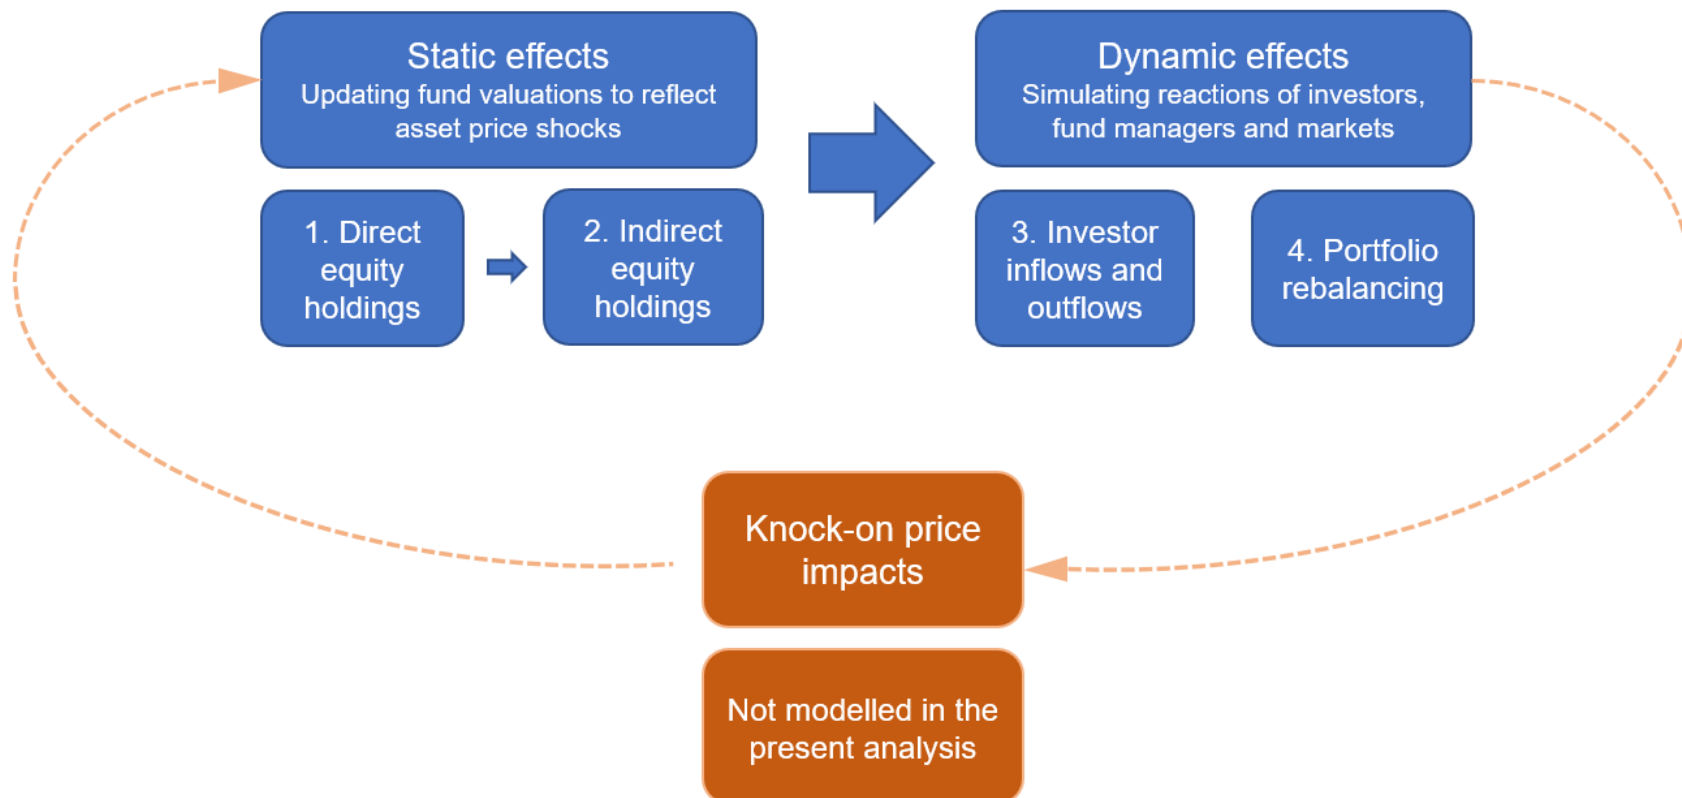 Static effects
Updating fund valuations to reflect
asset price shocks
Dynamic effects
Simulating reactions of investors,
fund managers and markets
1. Direct
equity
holdings
2. Indirect
equity
holdings
3. Investor
inflows and
outflows
4. Portfolio
rebalancing
Knock-on price
impacts
Not modelled in the
present analysis